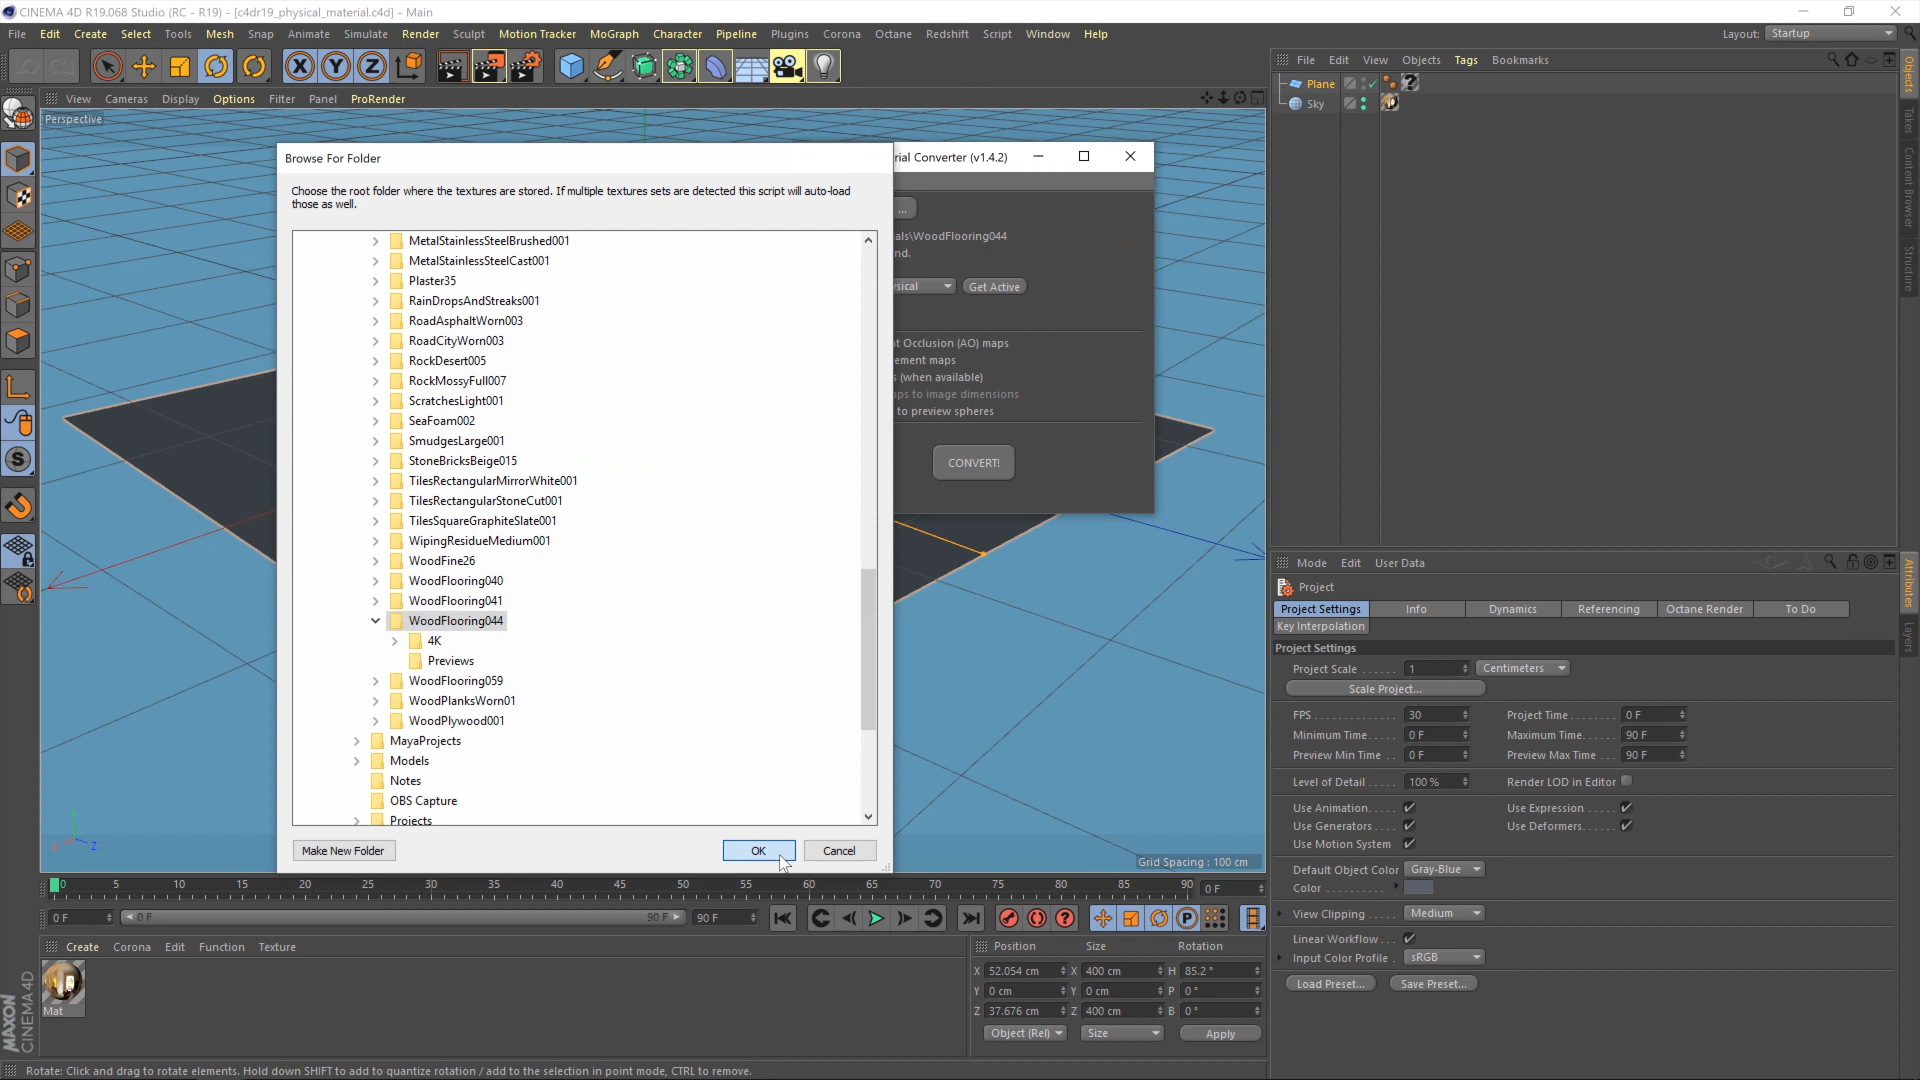 CINEMA 4D R19.068 Studio (RC - R19) - [c4dr19_physical_material.c4d] - Main
File Edit Create Select Tools Mesh Snap Animate Simulate Render Sculpt Motion Tracker MoGraph Character Pipeline Plugins Corona Octane Redshift Script Window Help
Layout: Startup
File Edit View Objects Tags Bookmarks
Plane
Sky
View Cameras Display Options Filter Panel ProRender
Perspective
Browse For Folder
Choose the root folder where the textures are stored. If multiple textures sets are detected this script will auto-load
those as well.
MetalStainlessSteelBrushed001
MetalStainlessSteelCast001
Plaster35
RainDropsAndStreaks001
RoadAsphaltWorn003
RoadCityWorn003
RockDesert005
RockMossyFull007
ScratchesLight001
SeaFoam002
SmudgesLarge001
StoneBricksBeige015
TilesRectangularMirrorWhite001
TilesRectangularStoneCut001
TilesSquareGraphiteSlate001
WipingResidueMedium001
WoodFine26
WoodFlooring040
WoodFlooring041
WoodFlooring044
4K
Previews
WoodFlooring059
WoodPlanksWorn01
WoodPlywood001
MayaProjects
Models
Notes
OBS Capture
Projects
Make New Folder
OK
Cancel
rial Converter (v1.4.2)
...
als\WoodFlooring044
nd.
sical
Get Active
t Occlusion (AO) maps
ement maps
s (when available)
aps to image dimensions
to preview spheres
CONVERT!
Grid Spacing : 100 cm
0 5 10 15 20 25 30 35 40 45 50 55 60 65 70 75 80 85 90 0 F
0 F 0 F 90 F 90 F
Create Corona Edit Function Texture
Mat
Position Size Rotation
X 52.054 cm X 400 cm H 85.2 °
Y 0 cm Y 0 cm P 0 °
Z 37.676 cm Z 400 cm B 0 °
Object (Rel) Size Apply
Mode Edit User Data
Project
Project Settings Info Dynamics Referencing Octane Render To Do
Key Interpolation
Project Settings
Project Scale 1 Centimeters
Scale Project...
FPS 30 Project Time 0 F
Minimum Time 0 F Maximum Time 90 F
Preview Min Time 0 F Preview Max Time 90 F
Level of Detail 100 % Render LOD in Editor
Use Animation Use Expression
Use Generators Use Deformers
Use Motion System
Default Object Color Gray-Blue
Color
View Clipping Medium
Linear Workflow
Input Color Profile sRGB
Load Preset... Save Preset...
Objects
Takes
Content Browser
Structure
Attributes
Layers
MAXON
CINEMA 4D
Rotate: Click and drag to rotate elements. Hold down SHIFT to add to quantize rotation / add to the selection in point mode, CTRL to remove.